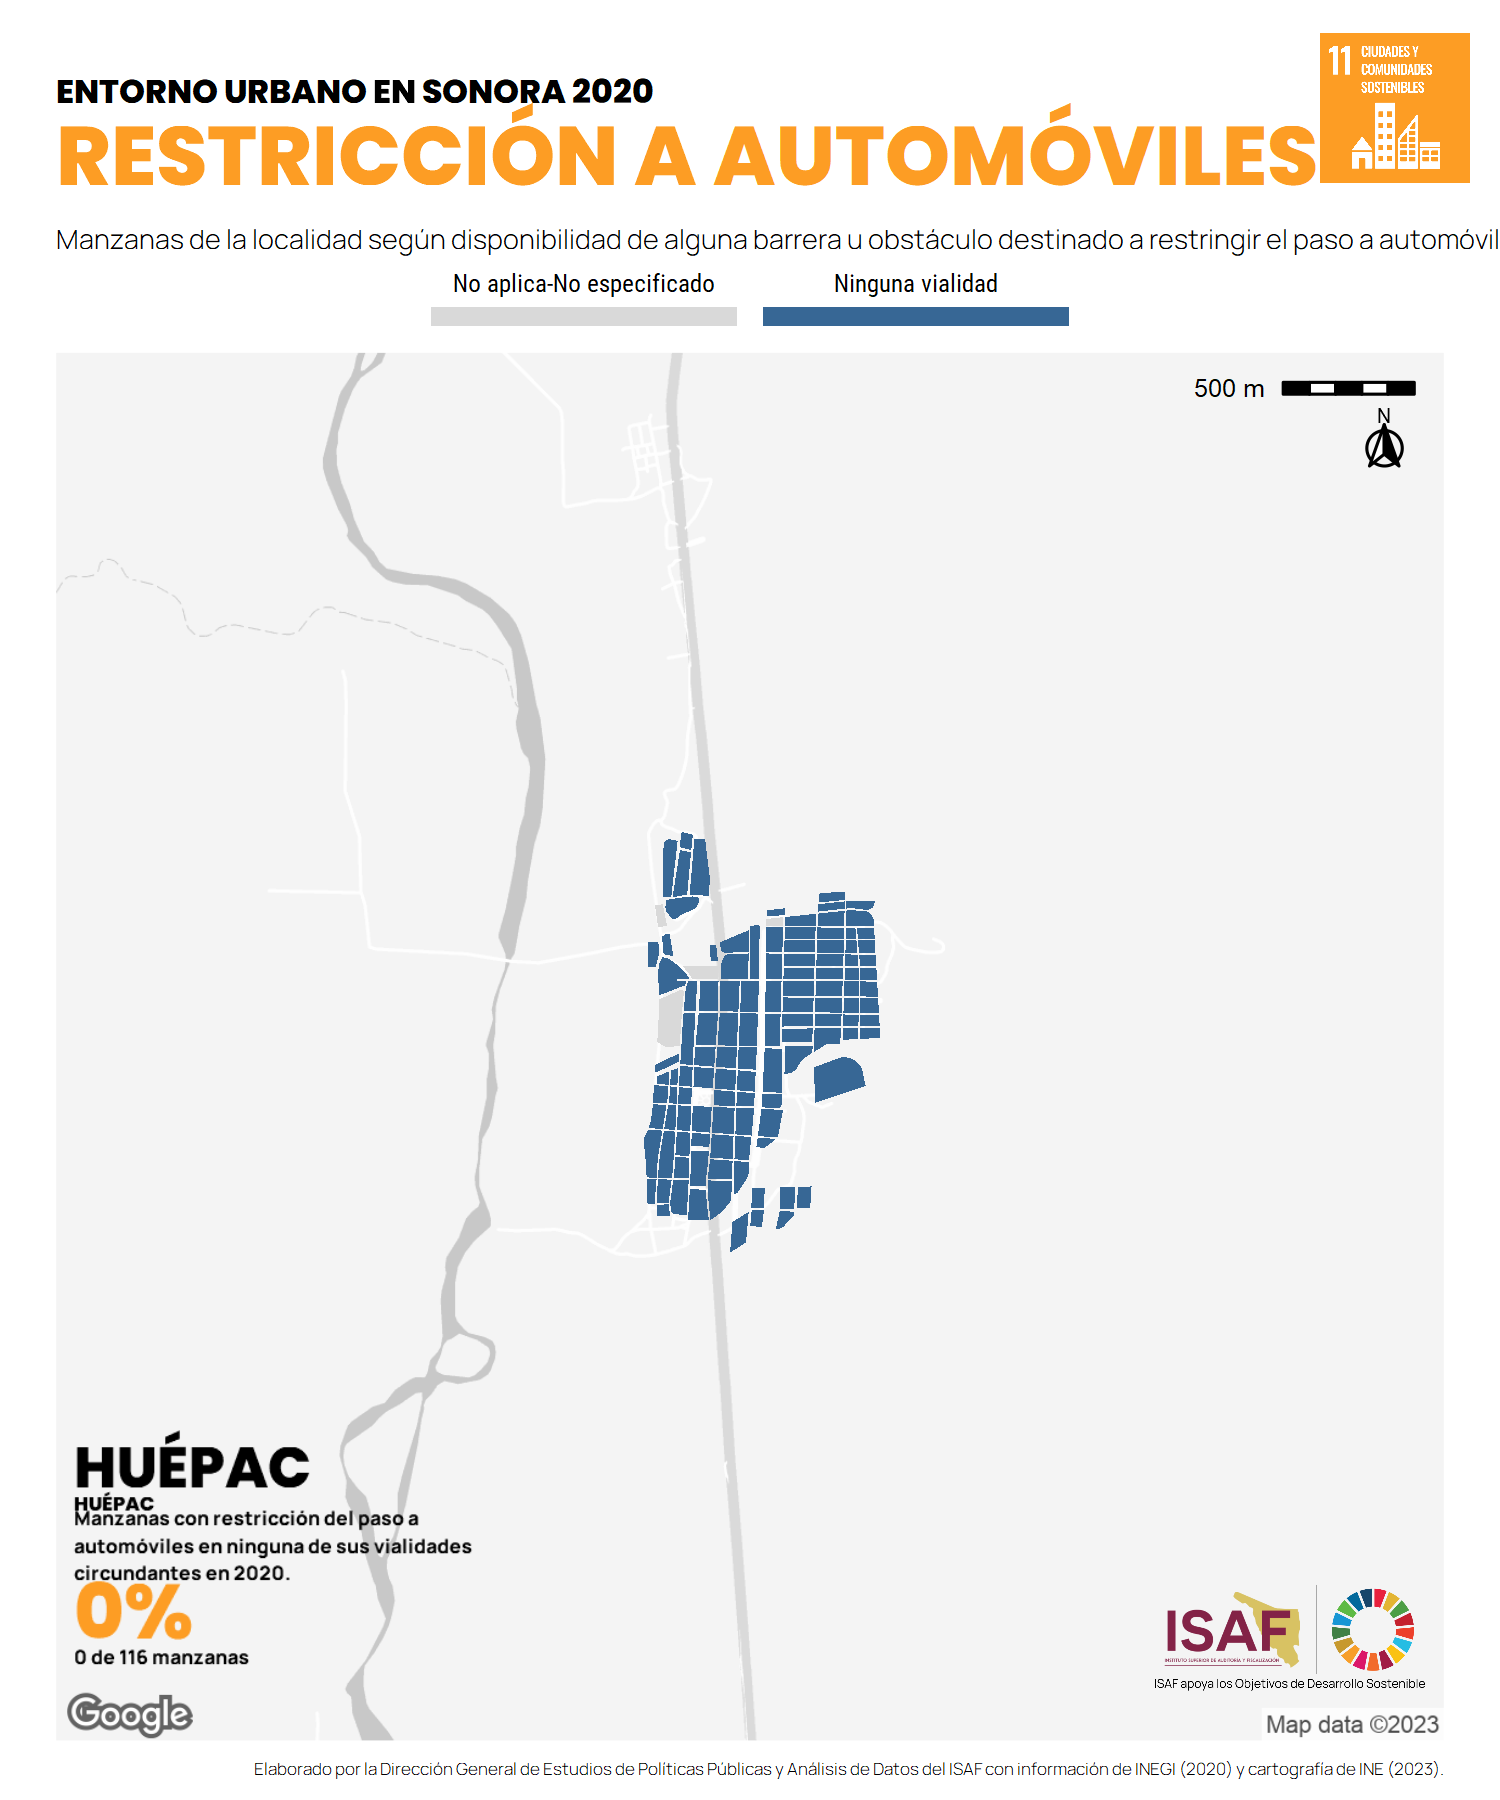 ENTORNO URBANO EN SONORA 2020
RESTRICCIÓN A AUTOMÓVILES
11 CIUDADES Y
COMUNIDADES
SOSTENIBLES
Manzanas de la localidad según disponibilidad de alguna barrera u obstáculo destinado a restringir el paso a automóvil
No aplica-No especificado
Ninguna vialidad
500 m
N
HUÉPAC
HUÉPAC
Manzanas con restricción del paso a
automóviles en ninguna de sus vialidades
circundantes en 2020.
0%
0 de 116 manzanas
Google
ISAF
INSTITUTO SUPERIOR DE AUDITORÍA Y FISCALIZACIÓN
ISAF apoya los Objetivos de Desarrollo Sostenible
Map data ©2023
Elaborado por la Dirección General de Estudios de Políticas Públicas y Análisis de Datos del ISAF con información de INEGI (2020) y cartografía de INE (2023).